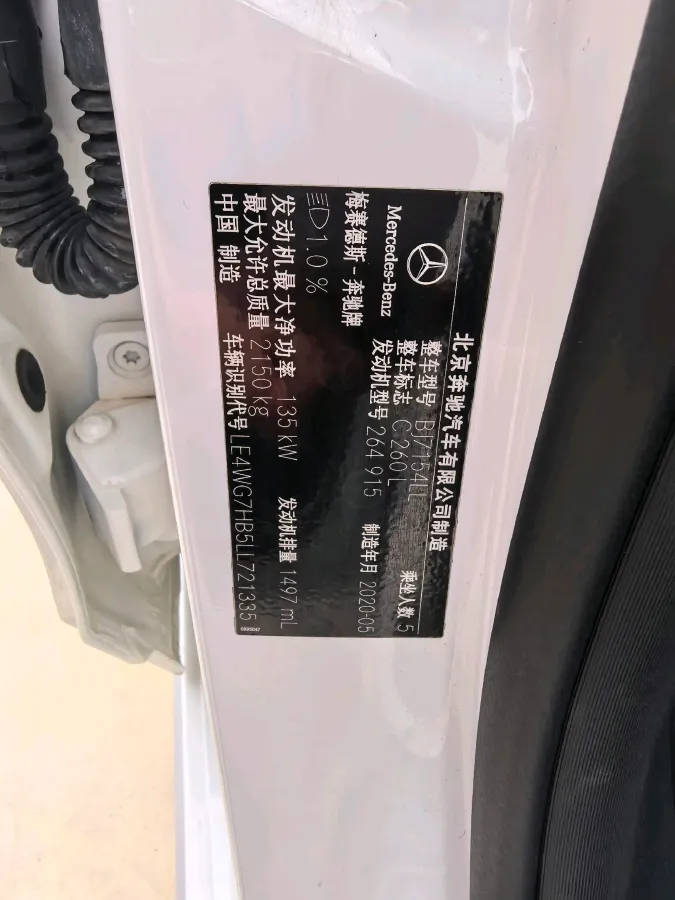 北京奔驰汽车有限公司制造
Mercedes-Benz
梅赛德斯-奔驰牌
整车型号 BJ7154LL 乘坐人数 5
整车标志 C 260 L
发动机型号 264 915 制造年月 2020-05
1.0 %
发动机最大净功率 135 kW 发动机排量 1497 mL
最大允许总质量 2150 kg
中国 制造 车辆识别代号 LE4WG7HB5LL721335